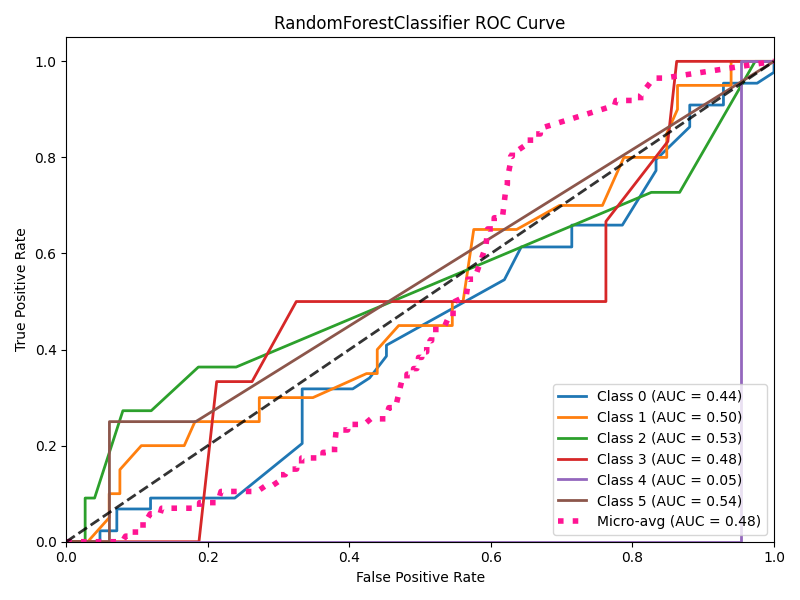 RandomForestClassifier ROC Curve
True Positive Rate
1.0
0.8
0.6
0.4
0.2
0.0
0.0 0.2 0.4 0.6 0.8 1.0
False Positive Rate
Class 0 (AUC = 0.44)
Class 1 (AUC = 0.50)
Class 2 (AUC = 0.53)
Class 3 (AUC = 0.48)
Class 4 (AUC = 0.05)
Class 5 (AUC = 0.54)
Micro-avg (AUC = 0.48)